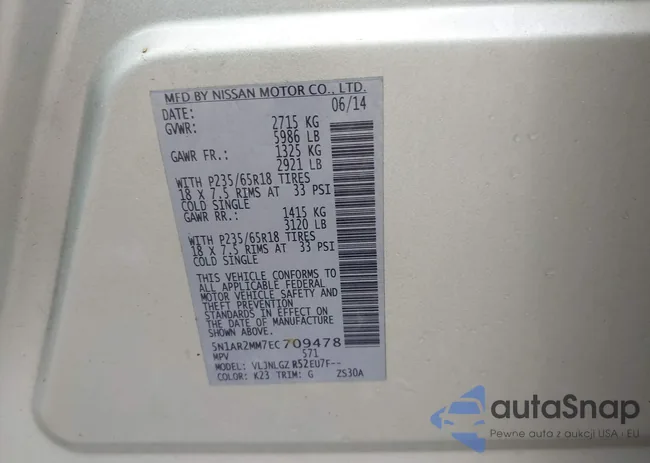 MFD BY NISSAN MOTOR CO., LTD.
DATE: 06/14
GVWR: 2715 KG
5986 LB
GAWR FR.: 1325 KG
2921 LB
WITH P235/65R18 TIRES
18 X 7.5 RIMS AT 33 PSI
COLD SINGLE
GAWR RR.: 1415 KG
3120 LB
WITH P235/65R18 TIRES
18 X 7.5 RIMS AT 33 PSI
COLD SINGLE
THIS VEHICLE CONFORMS TO
ALL APPLICABLE FEDERAL
MOTOR VEHICLE SAFETY AND
THEFT PREVENTION
STANDARDS IN EFFECT ON
THE DATE OF MANUFACTURE
SHOWN ABOVE.
5N1AR2MM7EC709478
MPV 571
MODEL: VLJNLGZ R52EU7F--
COLOR: K23 TRIM: G ZS30A
autaSnap
Pewne auta z aukcji USA i EU